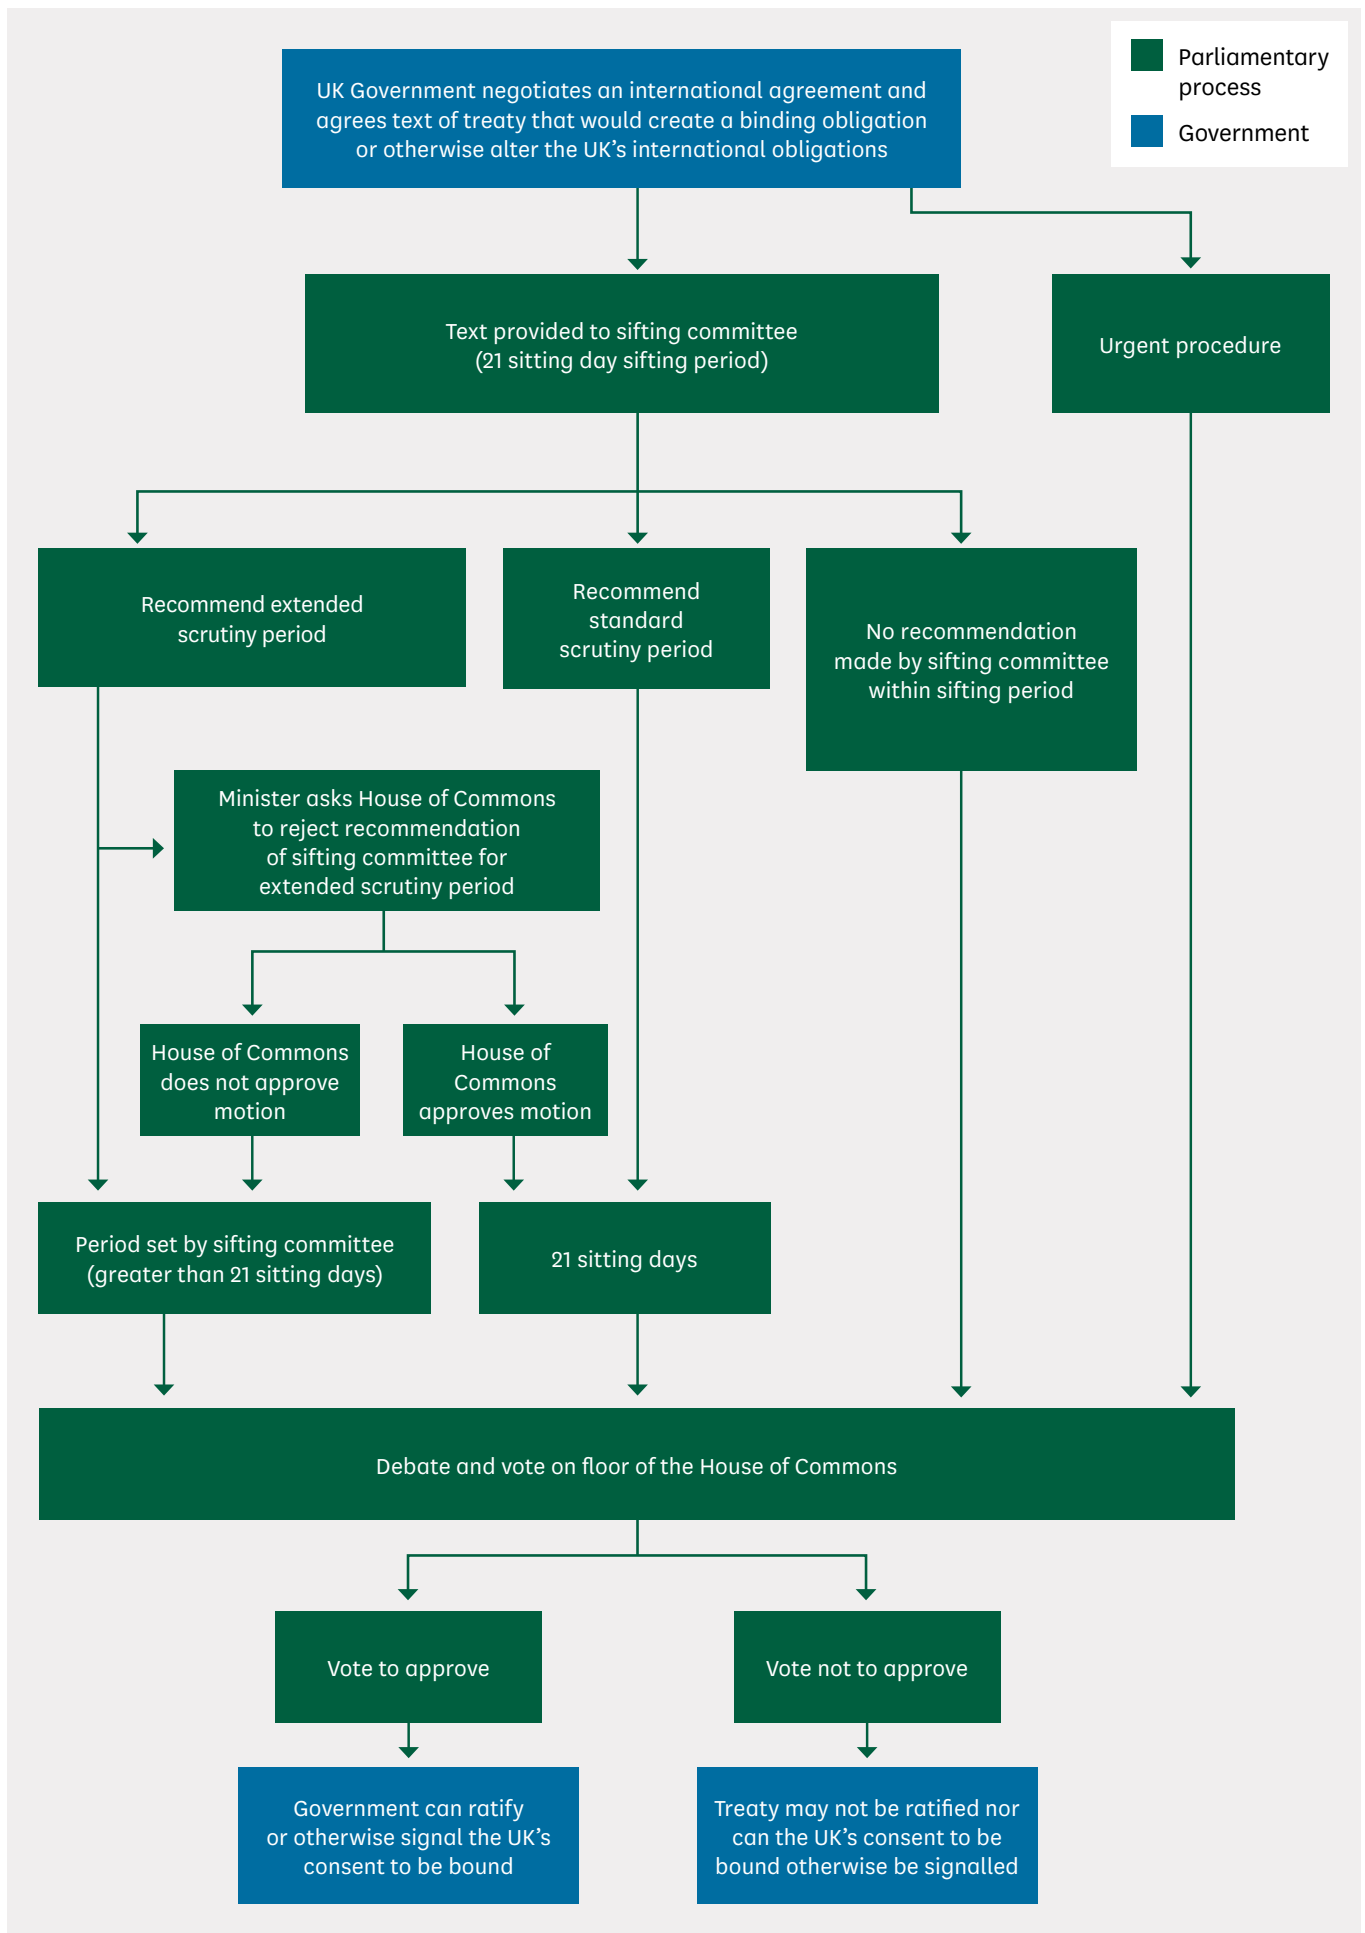 Parliamentary
process
Government
UK Government negotiates an international agreement and
agrees text of treaty that would create a binding obligation
or otherwise alter the UK’s international obligations
Text provided to sifting committee
(21 sitting day sifting period)
Urgent procedure
Recommend extended
scrutiny period
Recommend
standard
scrutiny period
No recommendation
made by sifting committee
within sifting period
Minister asks House of Commons
to reject recommendation
of sifting committee for
extended scrutiny period
House of Commons
does not approve
motion
House of
Commons
approves motion
Period set by sifting committee
(greater than 21 sitting days)
21 sitting days
Debate and vote on floor of the House of Commons
Vote to approve
Vote not to approve
Government can ratify
or otherwise signal the UK’s
consent to be bound
Treaty may not be ratified nor
can the UK’s consent to be
bound otherwise be signalled